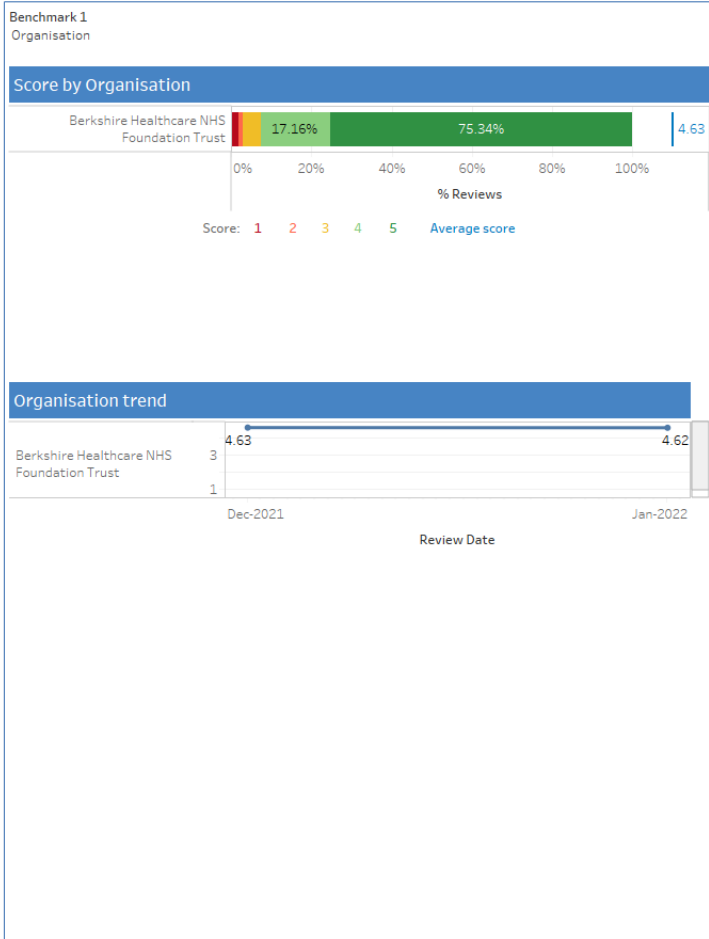 Benchmark 1
Organisation
Score by Organisation
Berkshire Healthcare NHS
Foundation Trust
17.16%
75.34%
4.63
0%
20%
40%
60%
80%
100%
% Reviews
Score: 1 2 3 4 5 Average score
Organisation trend
Berkshire Healthcare NHS
Foundation Trust
3
1
4.63
4.62
Dec-2021
Jan-2022
Review Date